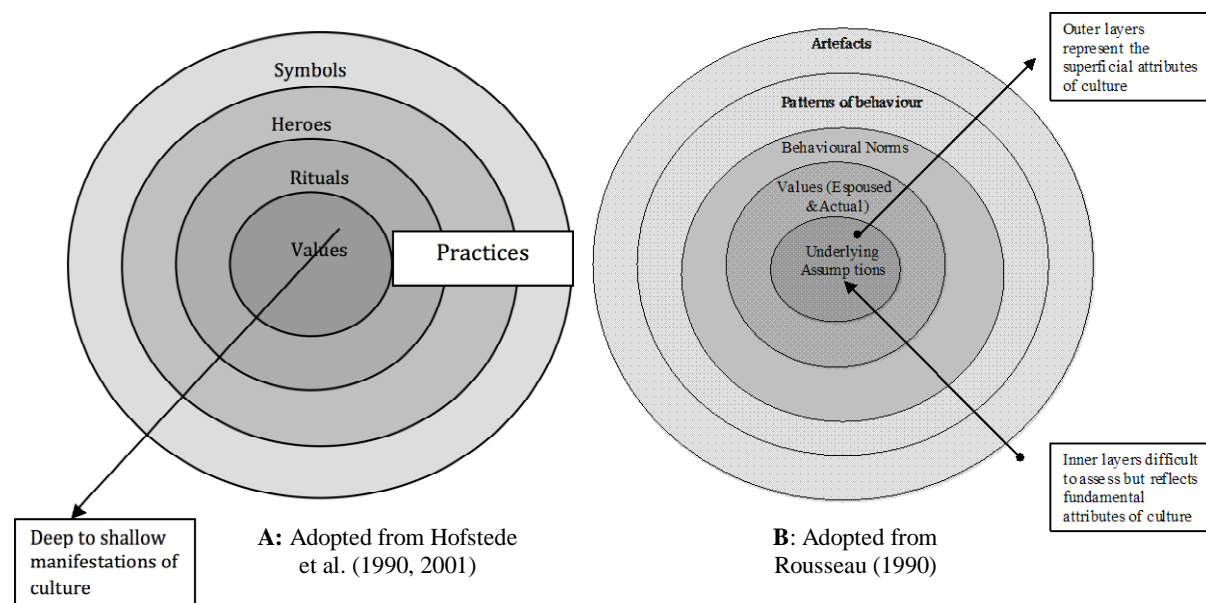 Symbols
Heroes
Rituals
Values
Practices
Deep to shallow
manifestations of
culture
A: Adopted from Hofstede
et al. (1990, 2001)
Artefacts
Patterns of behaviour
Behavioural Norms
Values (Espoused
& Actual)
Underlying
Assumptions
Outer layers
represent the
superficial attributes
of culture
Inner layers difficult
to assess but reflects
fundamental
attributes of culture
B: Adopted from
Rousseau (1990)